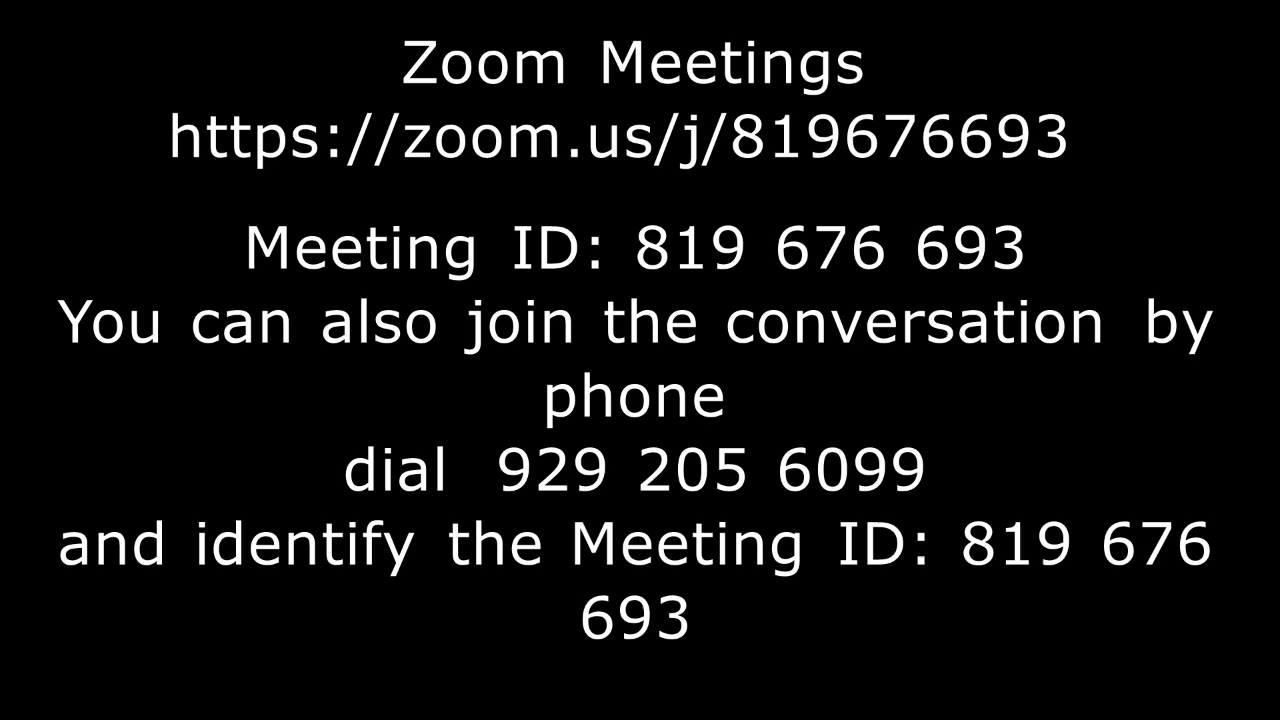 Zoom Meetings
https://zoom.us/j/819676693
Meeting ID: 819 676 693
You can also join the conversation by
phone
dial 929 205 6099
and identify the Meeting ID: 819 676
693